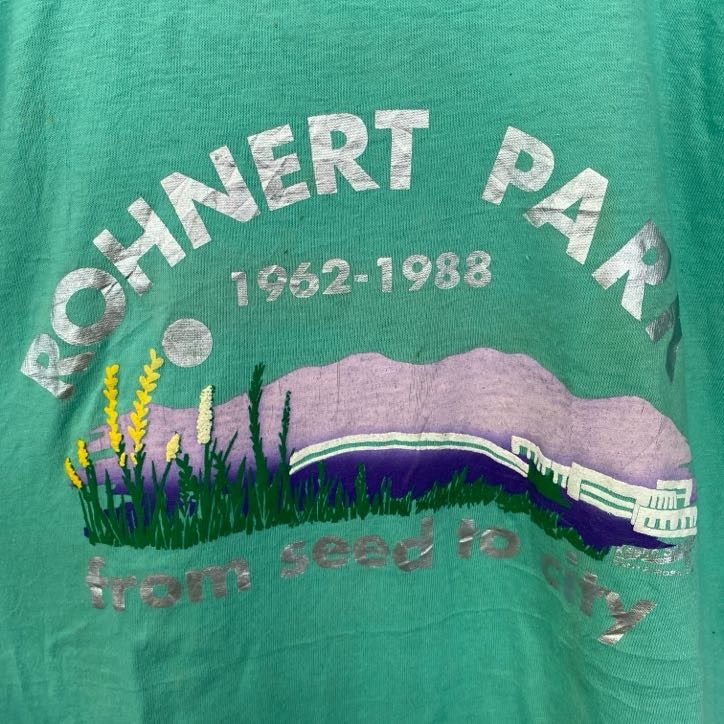 ROHNERT PARK
1962-1988
from seed to city